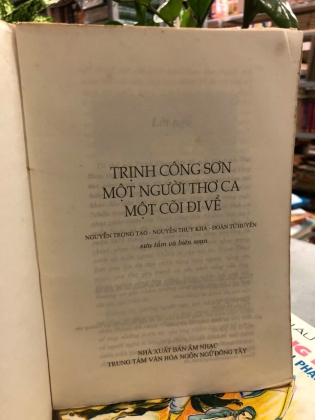 TRỊNH CÔNG SƠN
MỘT NGƯỜI THƠ CA
MỘT CÕI ĐI VỀ
NGUYỄN TRỌNG TẠO - NGUYỄN THỤY KHA - ĐOÀN TỬ HUYẾN
sưu tầm và biên soạn
NHÀ XUẤT BẢN ÂM NHẠC
TRUNG TÂM VĂN HÓA NGÔN NGỮ ĐÔNG TÂY